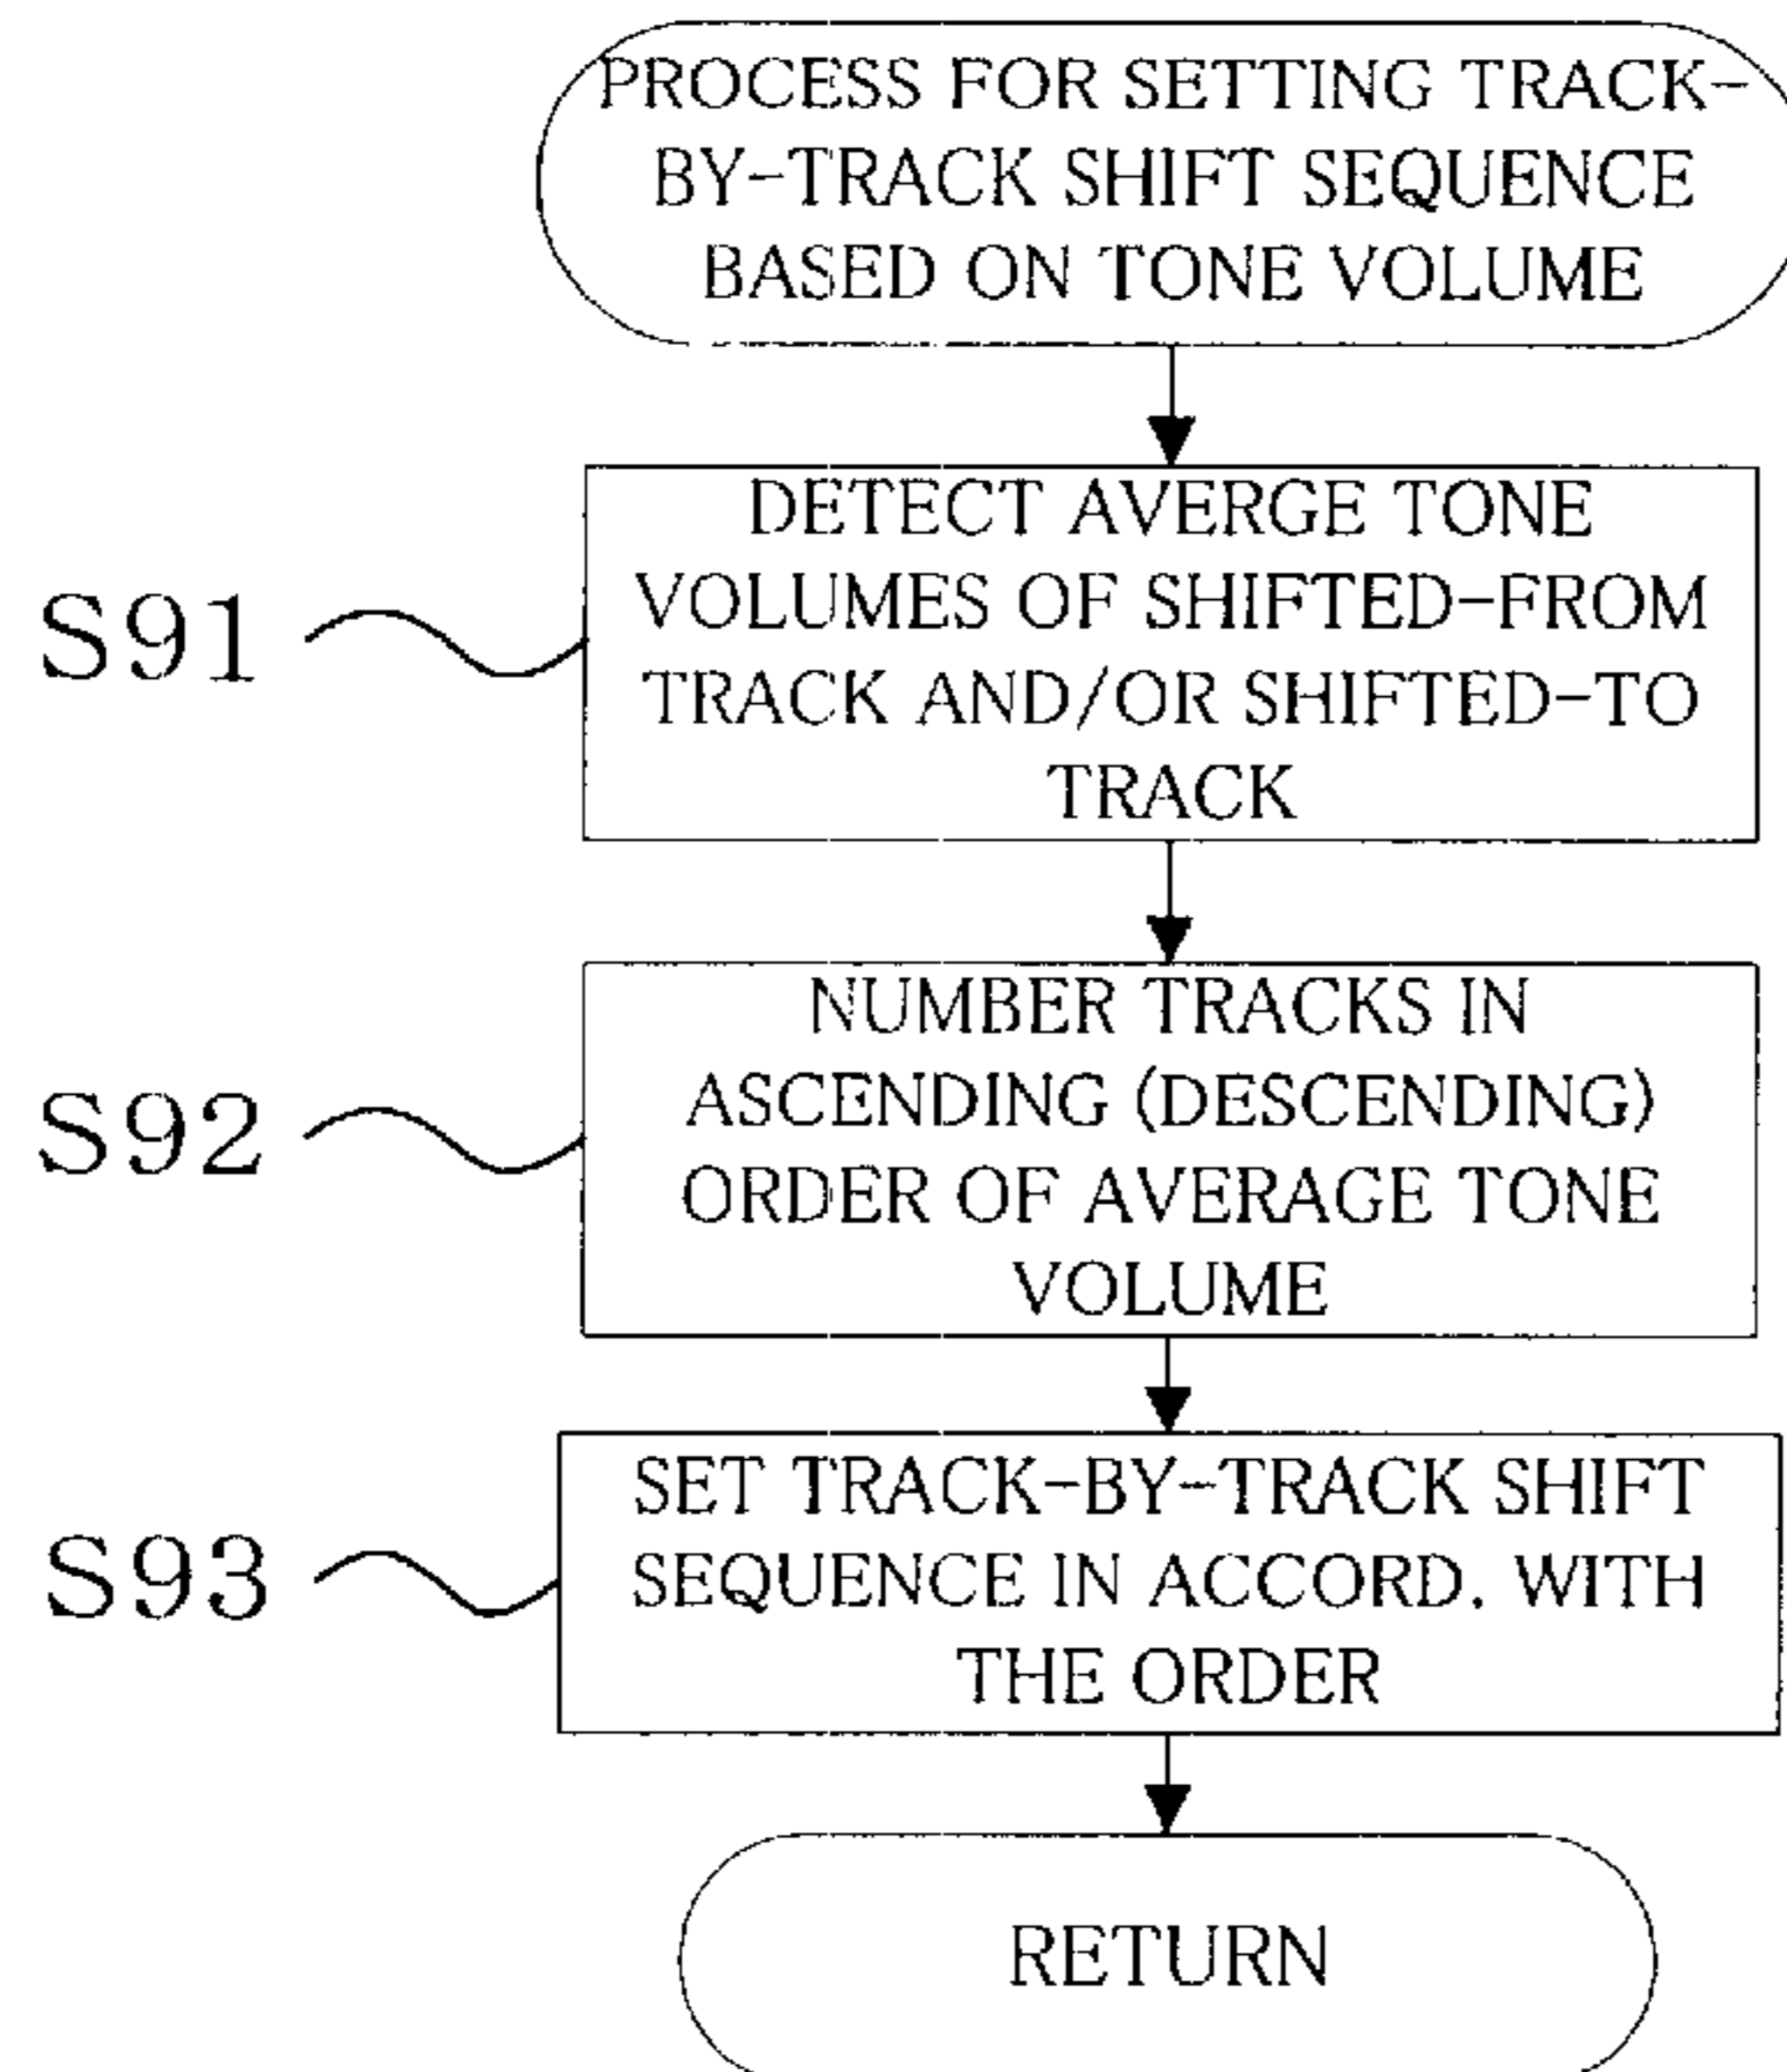 PROCESS FOR SETTING TRACK-
BY-TRACK SHIFT SEQUENCE
BASED ON TONE VOLUME
S91
DETECT AVERGE TONE
VOLUMES OF SHIFTED-FROM
TRACK AND/OR SHIFTED-TO
TRACK
S92
NUMBER TRACKS IN
ASCENDING (DESCENDING)
ORDER OF AVERAGE TONE
VOLUME
S93
SET TRACK-BY-TRACK SHIFT
SEQUENCE IN ACCORD. WITH
THE ORDER
RETURN